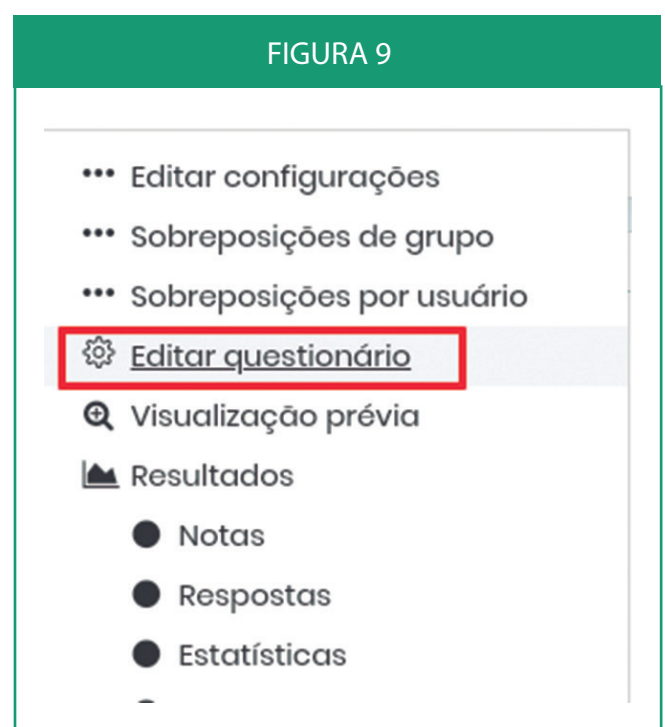 FIGURA 9
Editar configurações
Sobreposições de grupo
Sobreposições por usuário
Editar questionário
Visualização prévia
Resultados
Notas
Respostas
Estatísticas